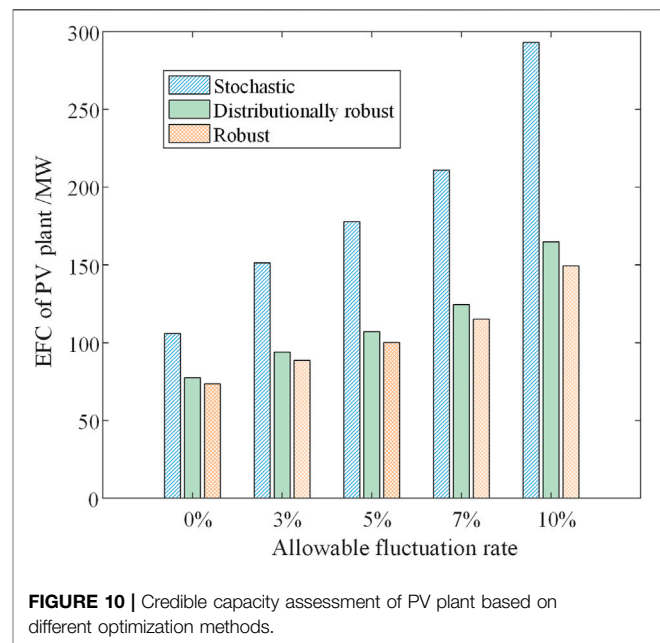 300
250
200
150
100
50
0
EFC of PV plant /MW
Stochastic
Distributionally robust
Robust
0% 3% 5% 7% 10%
Allowable fluctuation rate
FIGURE 10 | Credible capacity assessment of PV plant based on
different optimization methods.